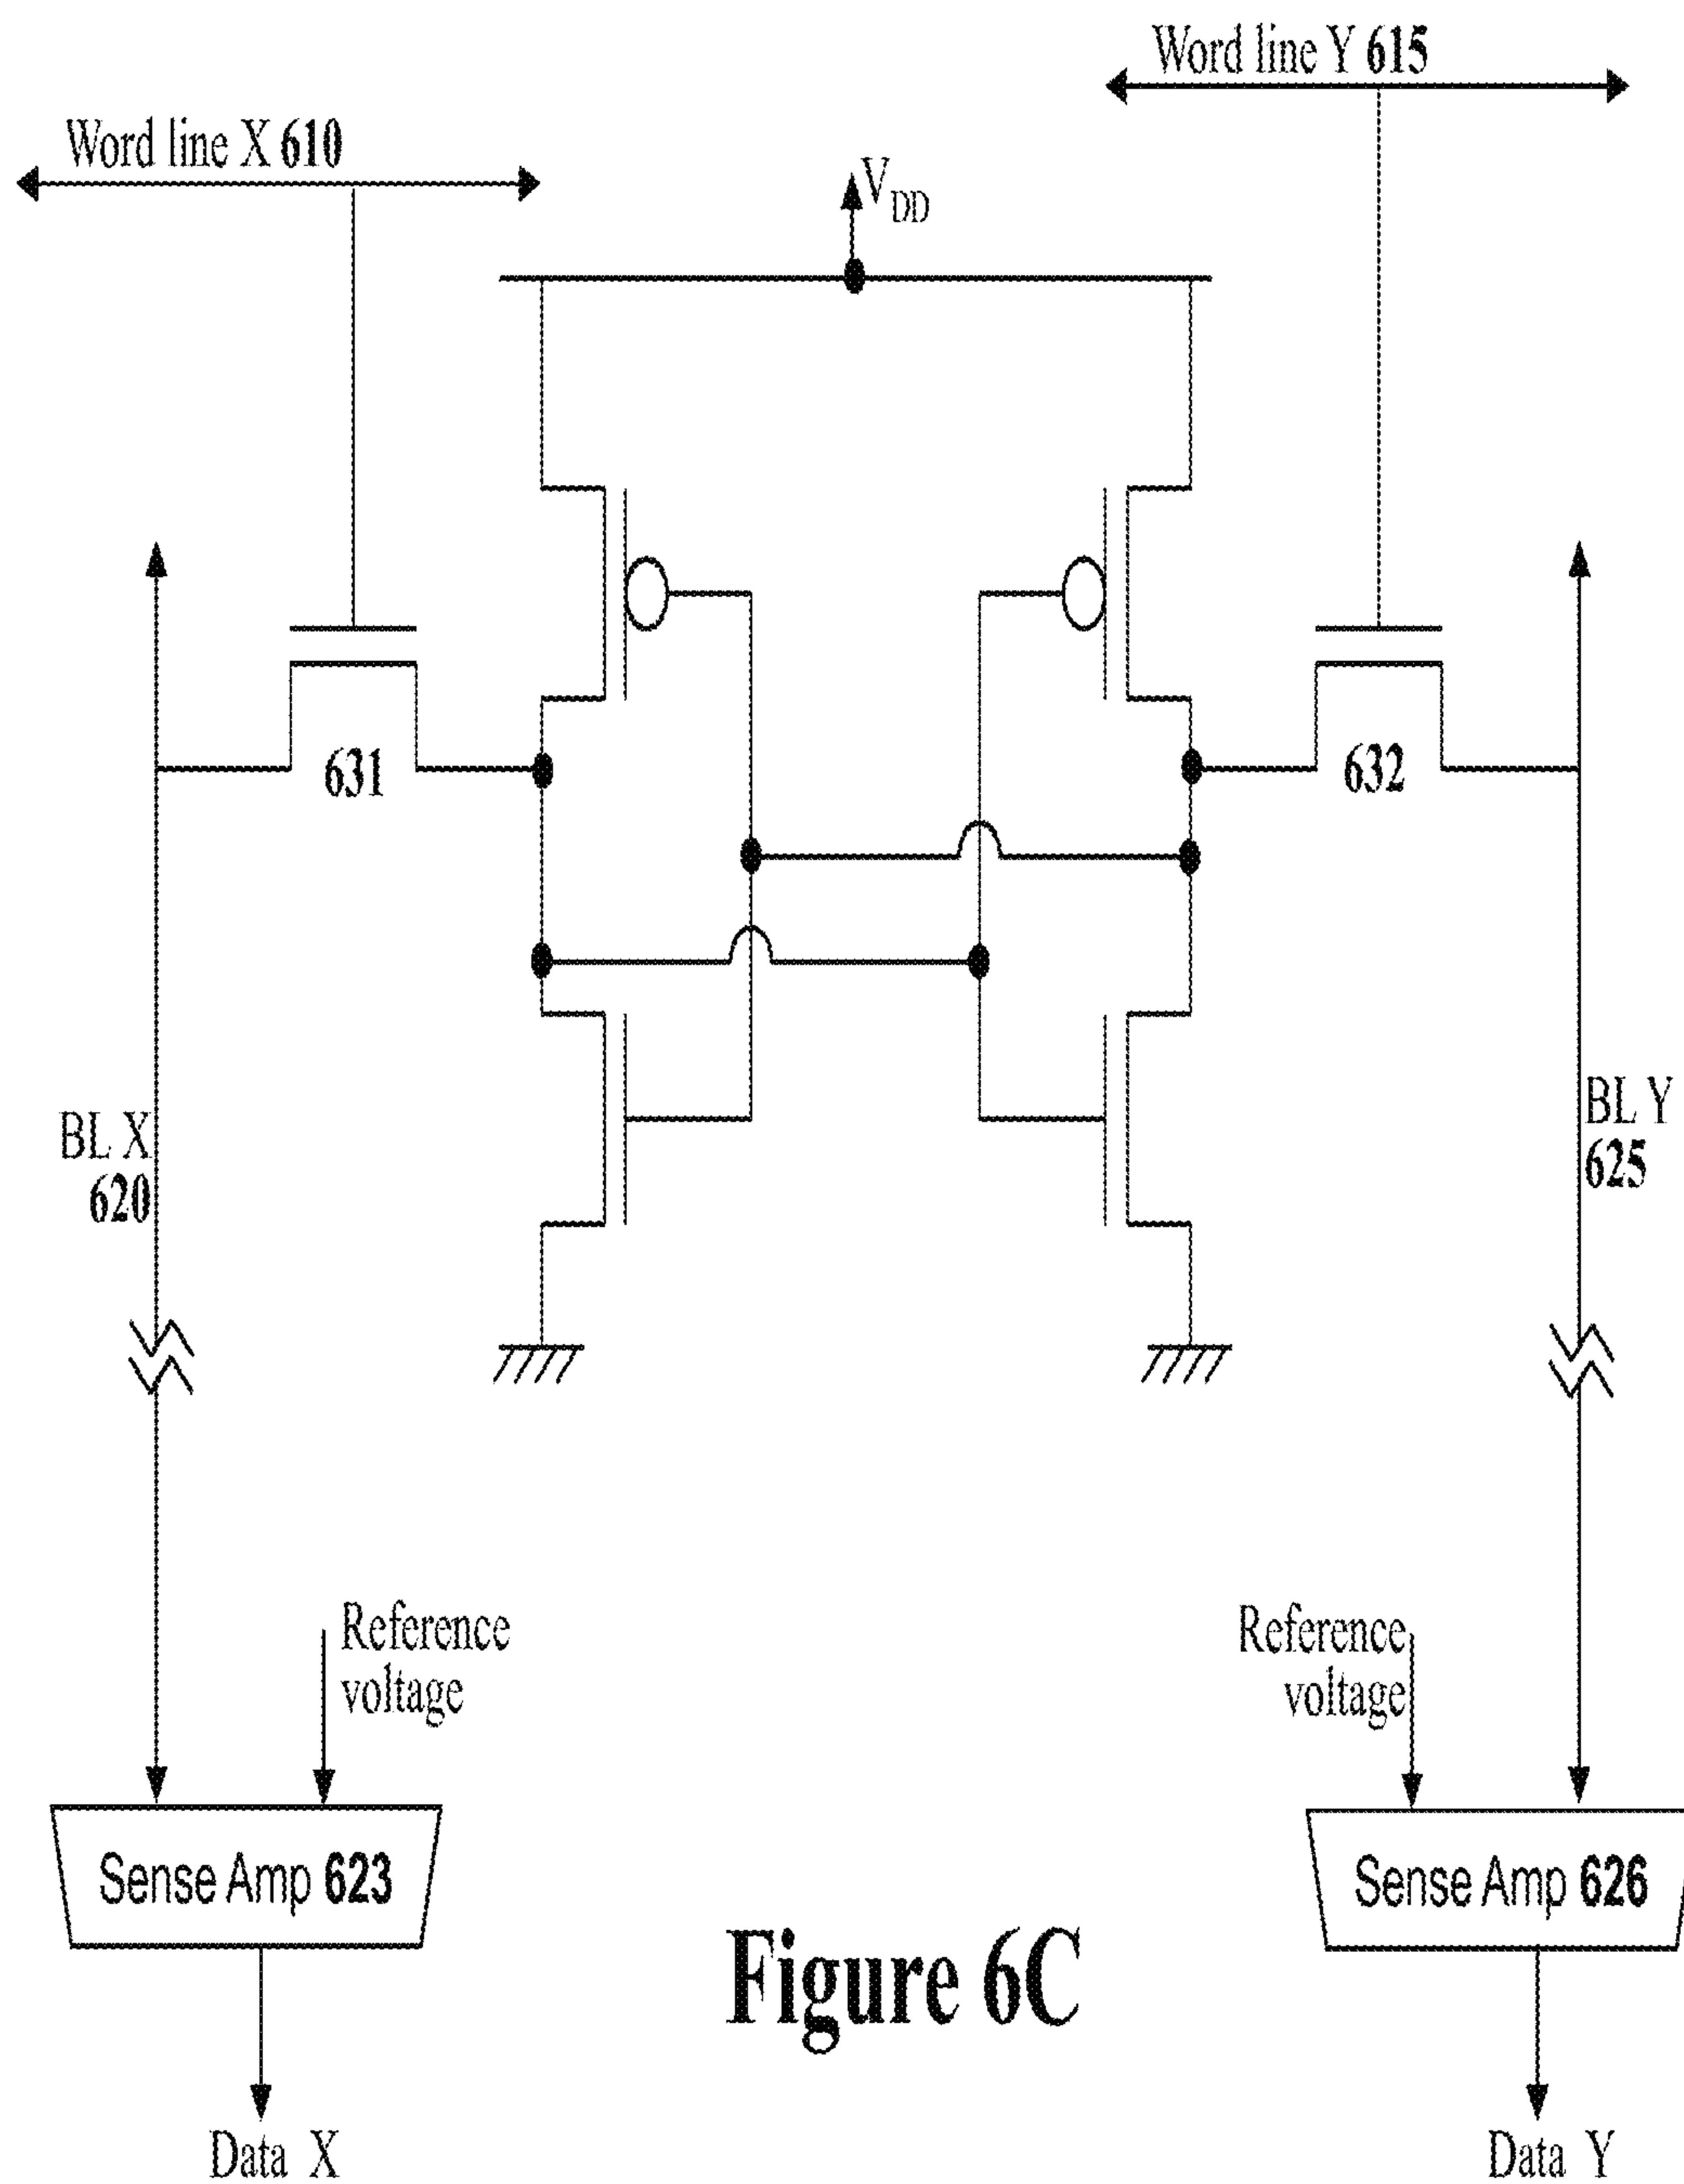 Word line Y 615
Word line X 610
VDD
631
632
BL X
620
BL Y
625
Reference
voltage
Reference
voltage
Sense Amp 623
Sense Amp 626
Figure 6C
Data X
Data Y